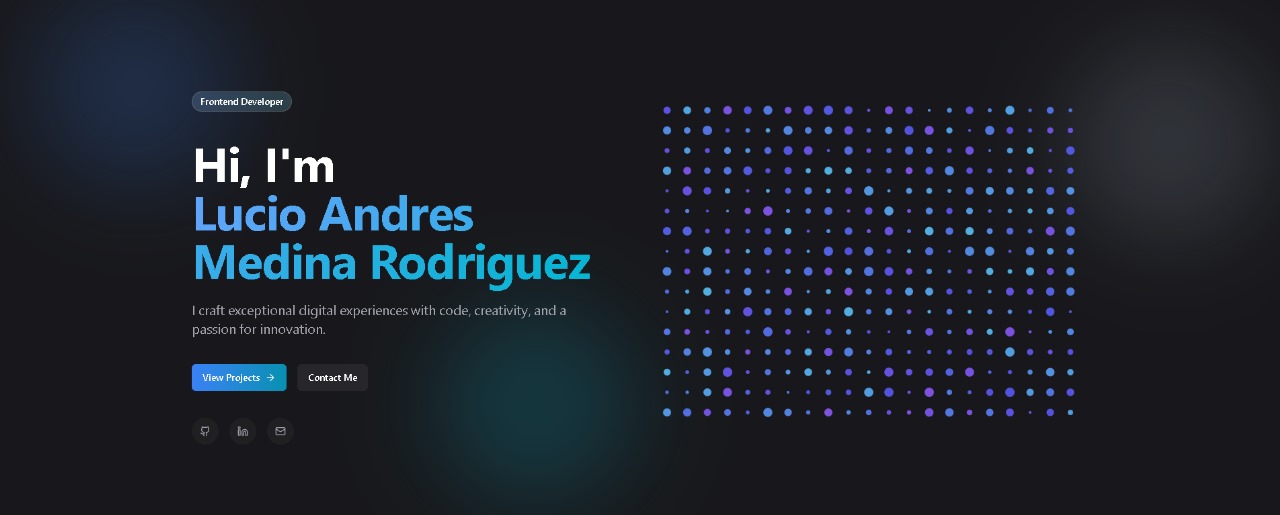 Frontend Developer
Hi, I'm
Lucio Andres
Medina Rodriguez
I craft exceptional digital experiences with code, creativity, and a
passion for innovation.
View Projects
Contact Me